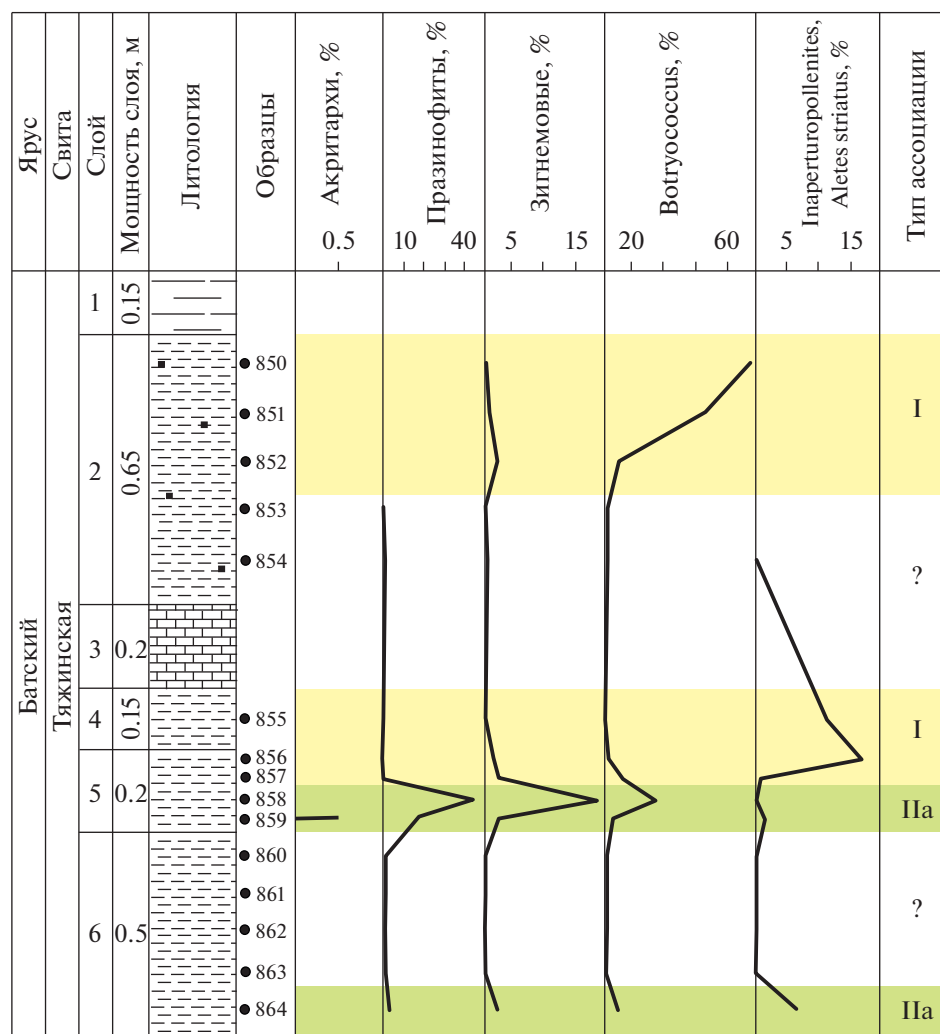 Ярус
Свита
Слой
Мощность слоя, м
Литология
Образцы
Акритархи, %
Празинофиты, %
Зигнемовые, %
Botryococcus, %
Inaperturopollenites,
Aletes striatus, %
Тип ассоциации
0.5
10 40
5 15
20 60
5 15
Батский
Тяжинская
1
0.15
2
0.65
3
0.2
4
0.15
5
0.2
6
0.5
850
851
852
853
854
855
856
857
858
859
860
861
862
863
864
I
?
I
IIa
?
IIa